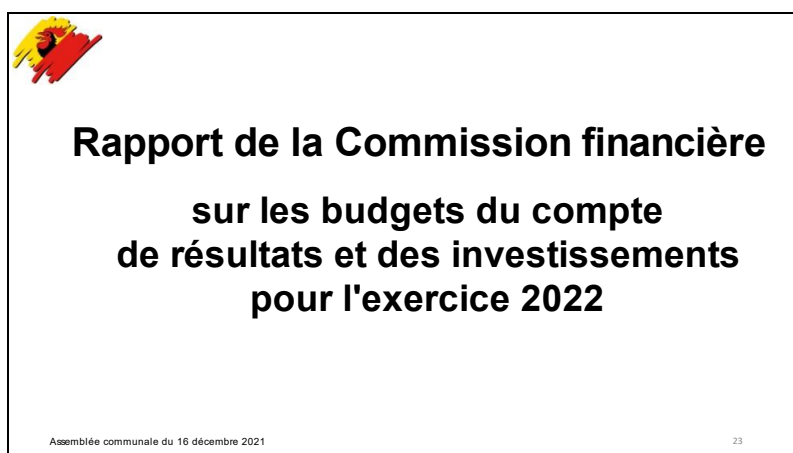 Rapport de la Commission financière
sur les budgets du compte
de résultats et des investissements
pour l'exercice 2022
Assemblée communale du 16 décembre 2021
23